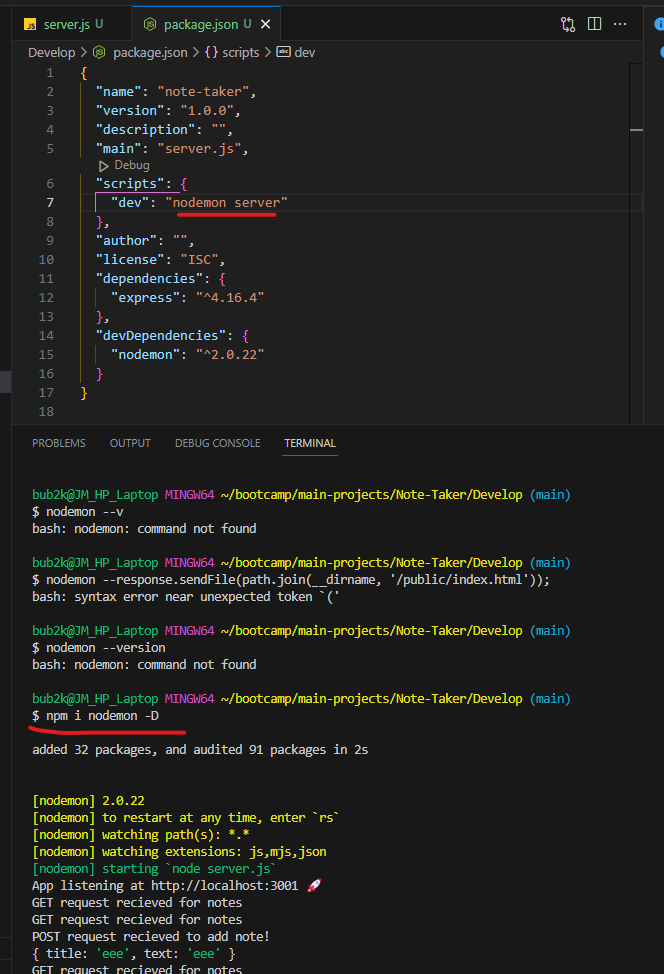 server.js U
package.json U
Develop > package.json > {} scripts > abc dev
1 {
2 "name": "note-taker",
3 "version": "1.0.0",
4 "description": "",
5 "main": "server.js",
Debug
6 "scripts": {
7 "dev": "nodemon server"
8 },
9 "author": "",
10 "license": "ISC",
11 "dependencies": {
12 "express": "^4.16.4"
13 },
14 "devDependencies": {
15 "nodemon": "^2.0.22"
16 }
17 }
18
PROBLEMS OUTPUT DEBUG CONSOLE TERMINAL
bub2k@JM_HP_Laptop MINGW64 ~/bootcamp/main-projects/Note-Taker/Develop (main)
$ nodemon --v
bash: nodemon: command not found
bub2k@JM_HP_Laptop MINGW64 ~/bootcamp/main-projects/Note-Taker/Develop (main)
$ nodemon --response.sendFile(path.join(__dirname, '/public/index.html'));
bash: syntax error near unexpected token `('
bub2k@JM_HP_Laptop MINGW64 ~/bootcamp/main-projects/Note-Taker/Develop (main)
$ nodemon --version
bash: nodemon: command not found
bub2k@JM_HP_Laptop MINGW64 ~/bootcamp/main-projects/Note-Taker/Develop (main)
$ npm i nodemon -D
added 32 packages, and audited 91 packages in 2s
[nodemon] 2.0.22
[nodemon] to restart at any time, enter `rs`
[nodemon] watching path(s): *.*
[nodemon] watching extensions: js,mjs,json
[nodemon] starting `node server.js`
App listening at http://localhost:3001 🚀
GET request recieved for notes
GET request recieved for notes
POST request recieved to add note!
{ title: 'eee', text: 'eee' }
GET request recieved for notes